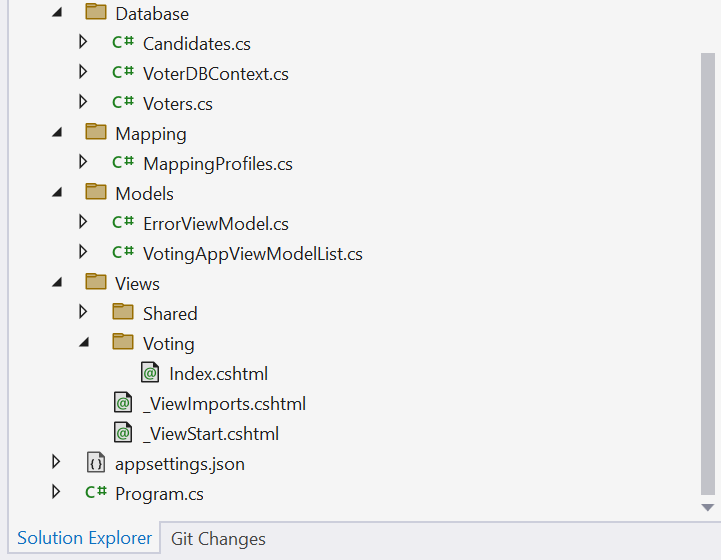 Database
C# Candidates.cs
C# VoterDBContext.cs
C# Voters.cs
Mapping
C# MappingProfiles.cs
Models
C# ErrorViewModel.cs
C# VotingAppViewModelList.cs
Views
Shared
Voting
@ Index.cshtml
@ _ViewImports.cshtml
@ _ViewStart.cshtml
{} appsettings.json
C# Program.cs
Solution Explorer Git Changes